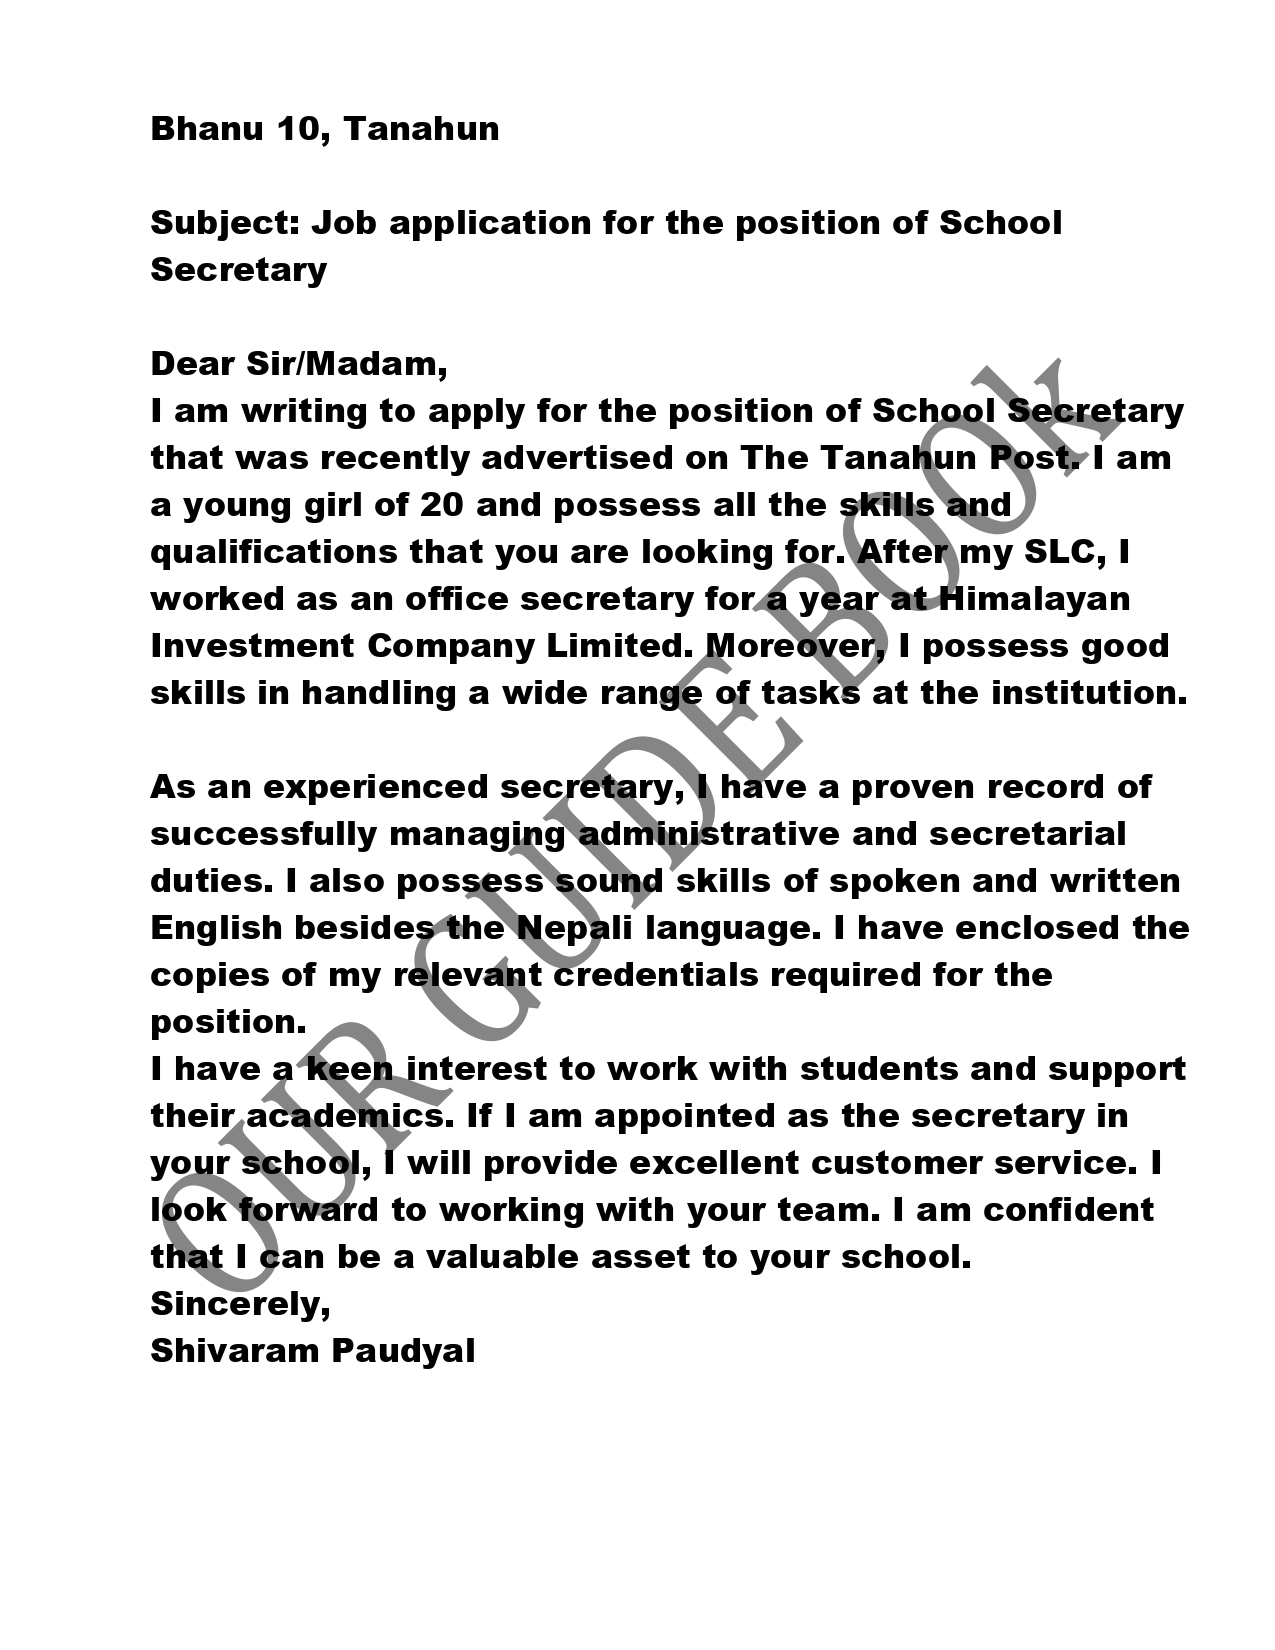 Bhanu 10, Tanahun
Subject: Job application for the position of School
Secretary
Dear Sir/Madam,
I am writing to apply for the position of School Secretary
that was recently advertised on The Tanahun Post. I am
a young girl of 20 and possess all the skills and
qualifications that you are looking for. After my SLC, I
worked as an office secretary for a year at Himalayan
Investment Company Limited. Moreover, I possess good
skills in handling a wide range of tasks at the institution.
As an experienced secretary, I have a proven record of
successfully managing administrative and secretarial
duties. I also possess sound skills of spoken and written
English besides the Nepali language. I have enclosed the
copies of my relevant credentials required for the
position.
I have a keen interest to work with students and support
their academics. If I am appointed as the secretary in
your school, I will provide excellent customer service. I
look forward to working with your team. I am confident
that I can be a valuable asset to your school.
Sincerely,
Shivaram Paudyal
OUR GUIDE BOOk